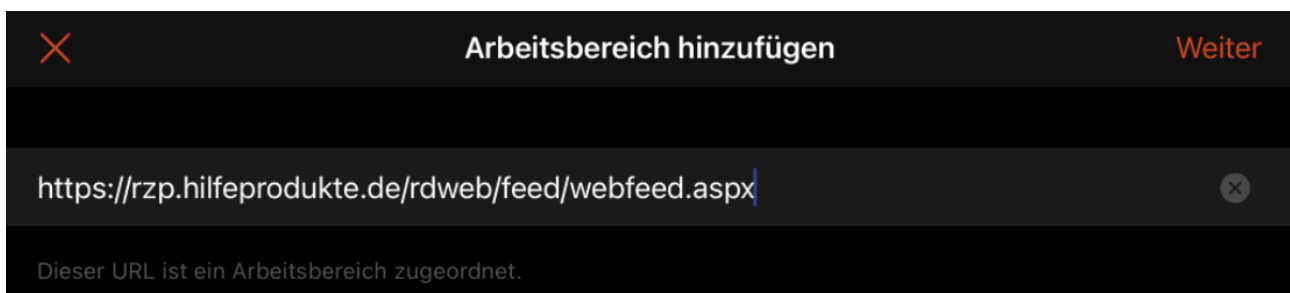 Arbeitsbereich hinzufügen
Weiter
https://rzp.hilfeprodukte.de/rdweb/feed/webfeed.aspx
Dieser URL ist ein Arbeitsbereich zugeordnet.